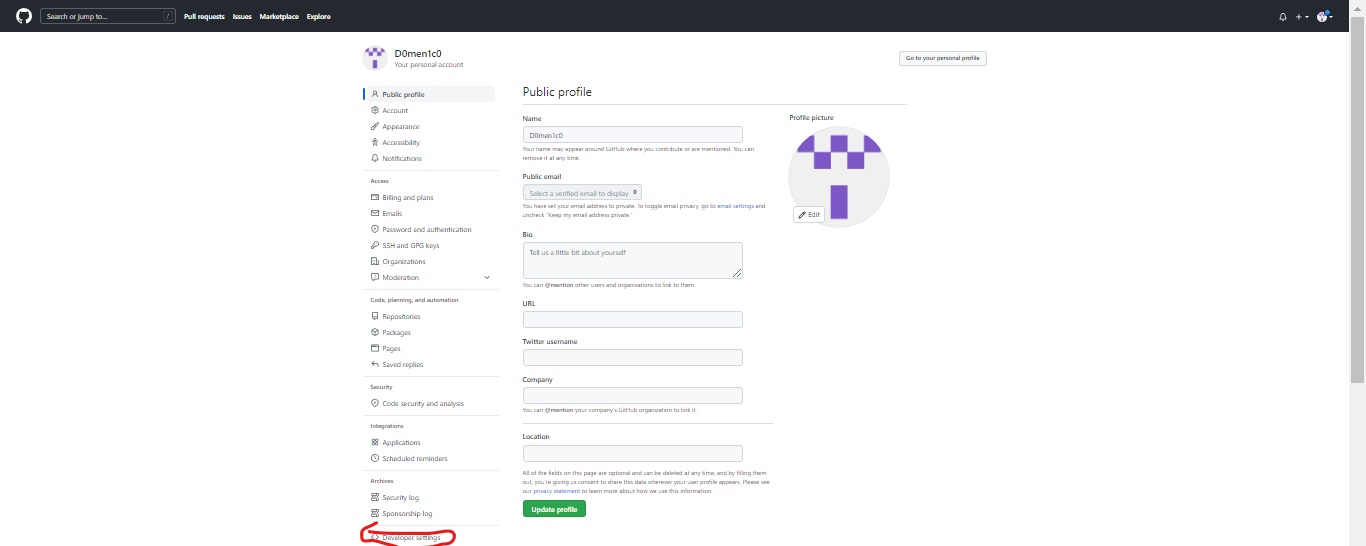 Search or jump to...
/
Pull requests
Issues
Marketplace
Explore
D0men1c0
Your personal account
Go to your personal profile
Public profile
Account
Appearance
Accessibility
Notifications
Access
Billing and plans
Emails
Password and authentication
SSH and GPG keys
Organizations
Moderation
Code, planning, and automation
Repositories
Packages
Pages
Saved replies
Security
Code security and analysis
Integrations
Applications
Scheduled reminders
Archives
Security log
Sponsorship log
Developer settings
Public profile
Name
D0men1c0
Your name may appear around GitHub where you contribute or are mentioned. You can
remove it at any time.
Public email
Select a verified email to display
You have set your email address to private. To toggle email privacy, go to email settings and
uncheck "Keep my email address private."
Bio
Tell us a little bit about yourself
You can @mention other users and organizations to link to them.
URL
Twitter username
Company
You can @mention your company's GitHub organization to link it.
Location
All of the fields on this page are optional and can be deleted at any time, and by filling them
out, you're giving us consent to share this data wherever your user profile appears. Please see
our privacy statement to learn more about how we use this information.
Update profile
Profile picture
Edit